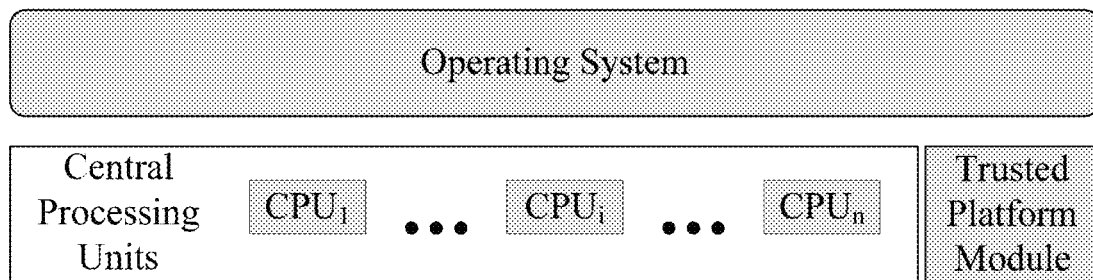 Operating System
Central
Processing
Units
CPU₁ ••• CPUᵢ ••• CPUₙ
Trusted
Platform
Module